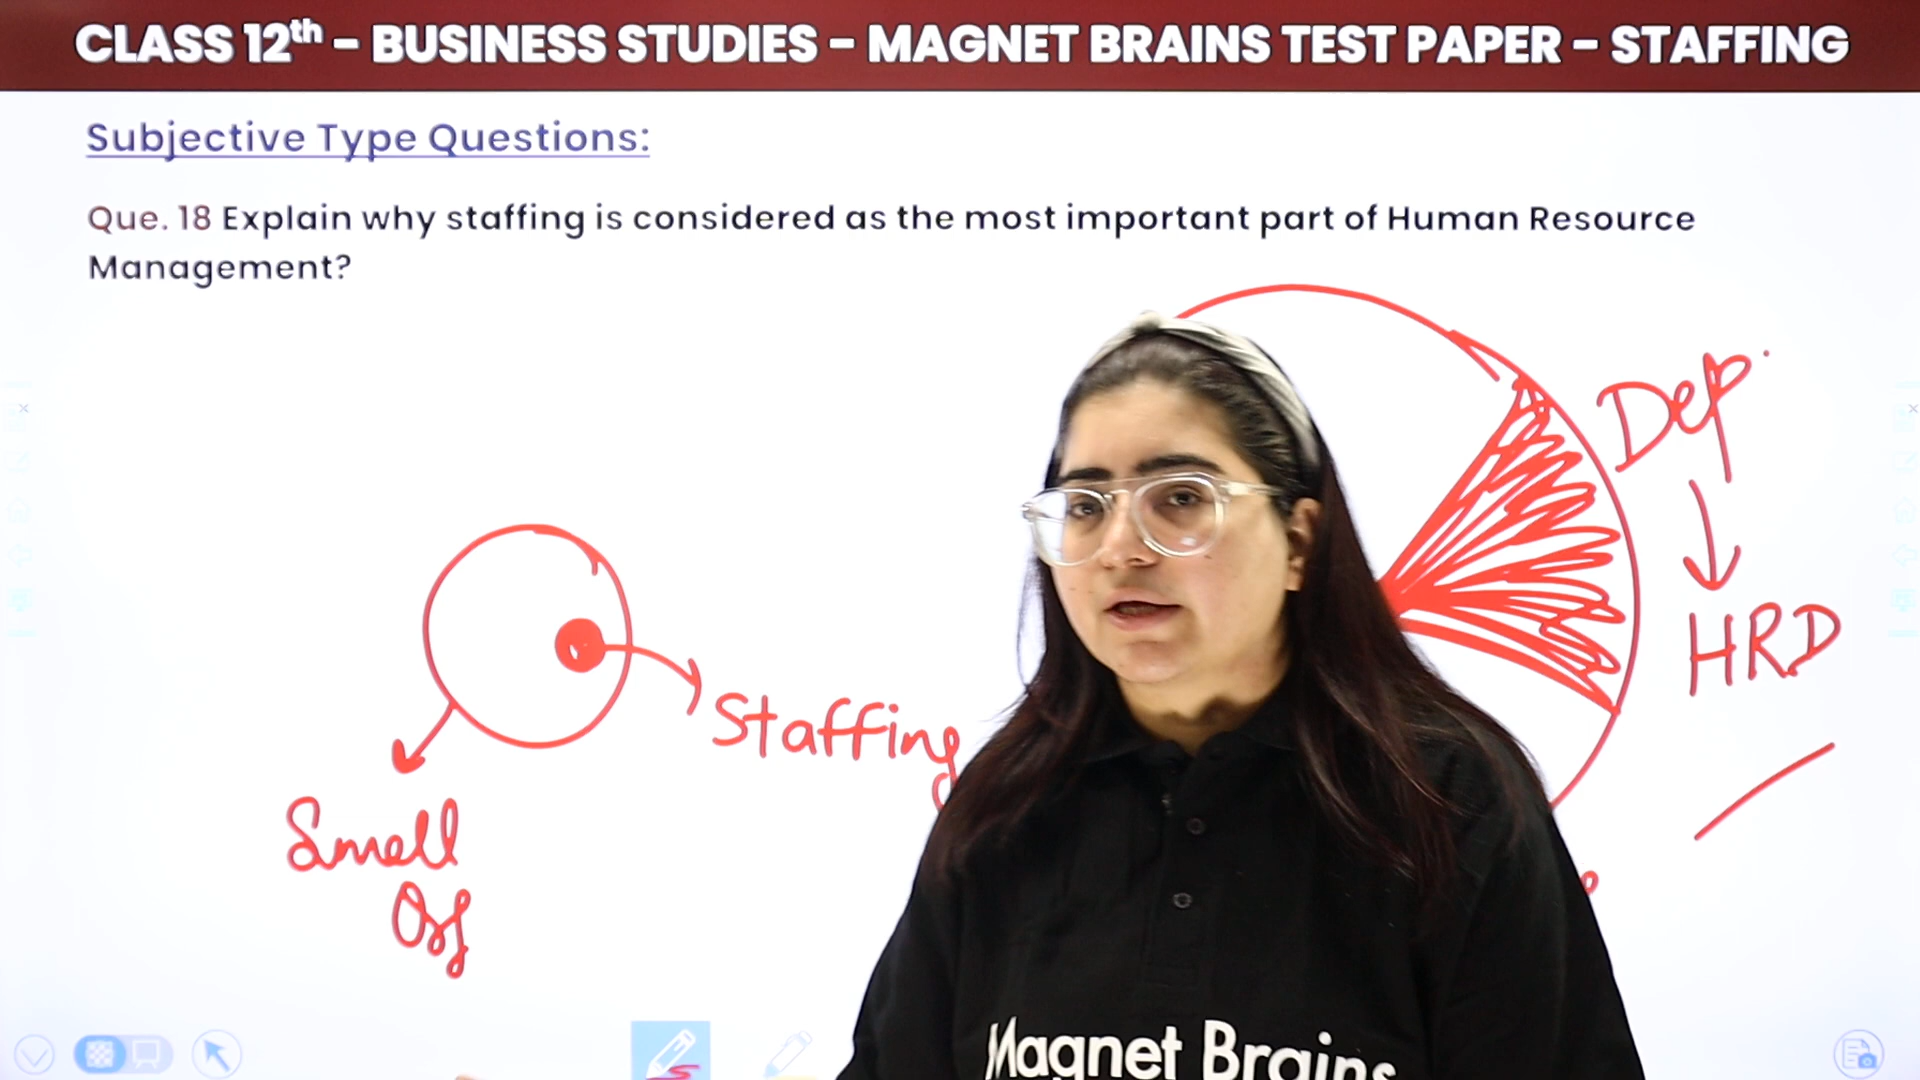 CLASS 12th - BUSINESS STUDIES - MAGNET BRAINS TEST PAPER - STAFFING
Subjective Type Questions:
Que. 18 Explain why staffing is considered as the most important part of Human Resource
Management?
Dep.
HRD
Staffing
Small
Org
Magnet Brains